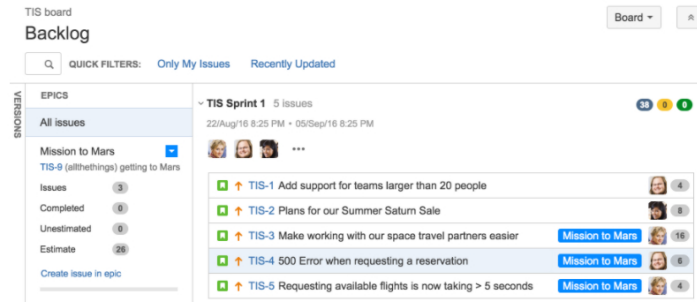 TIS board
Backlog
Board
QUICK FILTERS: Only My Issues Recently Updated
VERSIONS
EPICS
All issues
Mission to Mars
TIS-9 (allthethings) getting to Mars
Issues 3
Completed 0
Unestimated 0
Estimate 26
Create issue in epic
TIS Sprint 1 5 issues
38 0 0
22/Aug/16 8:25 PM • 05/Sep/16 8:25 PM
•••
TIS-1 Add support for teams larger than 20 people 4
TIS-2 Plans for our Summer Saturn Sale 8
TIS-3 Make working with our space travel partners easier Mission to Mars 16
TIS-4 500 Error when requesting a reservation Mission to Mars 6
TIS-5 Requesting available flights is now taking > 5 seconds Mission to Mars 4